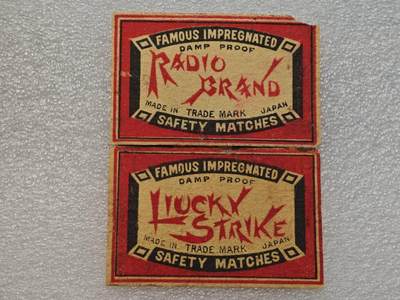 FAMOUS IMPREGNATED
DAMP PROOF
RADIO
BRAND
MADE IN TRADE MARK JAPAN
SAFETY MATCHES
FAMOUS IMPREGNATED
DAMP PROOF
LUCKY
STRIKE
MADE IN TRADE MARK JAPAN
SAFETY MATCHES